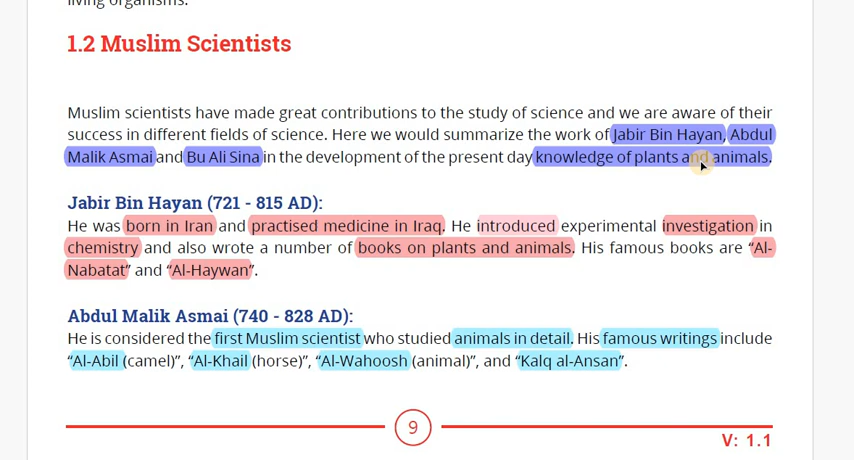 living organisms.
1.2 Muslim Scientists
Muslim scientists have made great contributions to the study of science and we are aware of their
success in different fields of science. Here we would summarize the work of Jabir Bin Hayan, Abdul
Malik Asmai and Bu Ali Sina in the development of the present day knowledge of plants and animals.
Jabir Bin Hayan (721 - 815 AD):
He was born in Iran and practised medicine in Iraq. He introduced experimental investigation in
chemistry and also wrote a number of books on plants and animals. His famous books are “Al-
Nabatat” and “Al-Haywan”.
Abdul Malik Asmai (740 - 828 AD):
He is considered the first Muslim scientist who studied animals in detail. His famous writings include
“Al-Abil (camel)”, “Al-Khail (horse)”, “Al-Wahoosh (animal)”, and “Kalq al-Ansan”.
9
V: 1.1